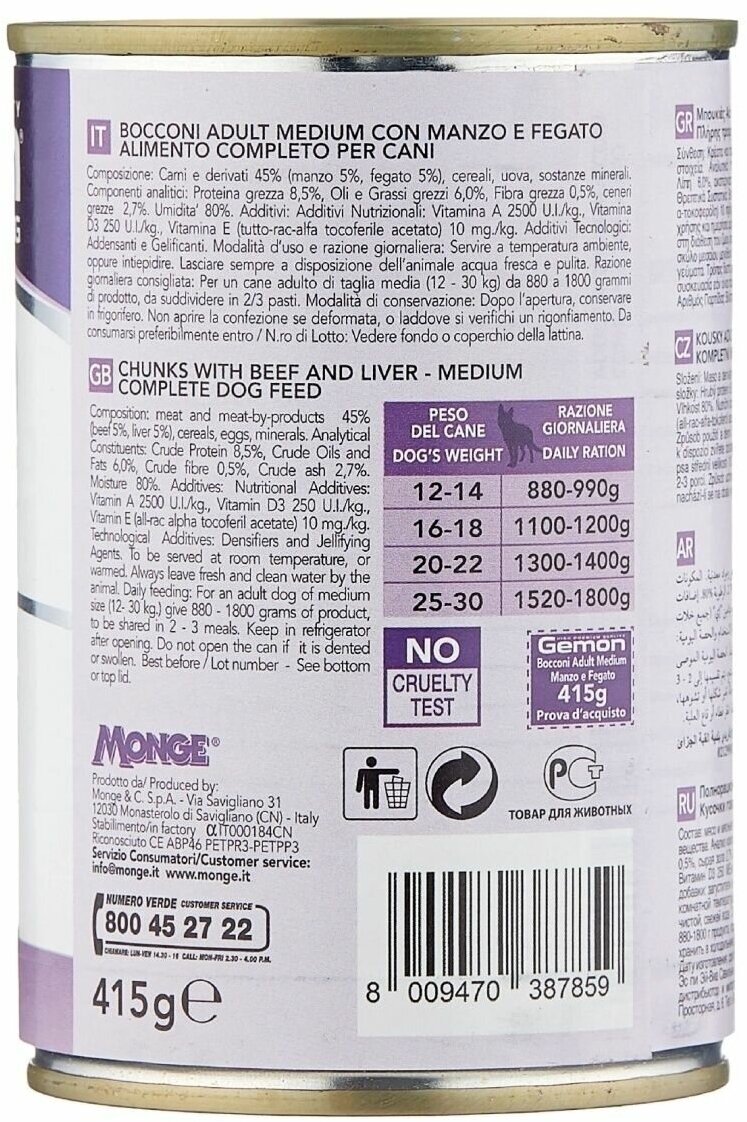 IT BOCCONI ADULT MEDIUM CON MANZO E FEGATO
ALIMENTO COMPLETO PER CANI
Composizione: Carni e derivati 45% (manzo 5%, fegato 5%), cereali, uova, sostanze minerali.
Componenti analitici: Proteina grezza 8,5%, Oli e Grassi grezzi 6,0%, Fibra grezza 0,5%, ceneri
grezze 2,7%. Umidita' 80%. Additivi: Additivi Nutrizionali: Vitamina A 2500 U.I./kg., Vitamina
D3 250 U.I./kg., Vitamina E (tutto-rac-alfa tocoferile acetato) 10 mg./kg. Additivi Tecnologici:
Addensanti e Gelificanti. Modalità d'uso e razione giornaliera: Servire a temperatura ambiente,
oppure intiepidire. Lasciare sempre a disposizione dell'animale acqua fresca e pulita. Razione
giornaliera consigliata: Per un cane adulto di taglia media (12 - 30 kg) da 880 a 1800 grammi
di prodotto, da suddividere in 2/3 pasti. Modalità di conservazione: Dopo l'apertura, conservare
in frigorifero. Non aprire la confezione se deformata, o laddove si verifichi un rigonfiamento. Da
consumarsi preferibilmente entro / N.ro di Lotto: Vedere fondo o coperchio della lattina.
GB CHUNKS WITH BEEF AND LIVER - MEDIUM
COMPLETE DOG FEED
Composition: meat and meat-by-products 45%
(beef 5%, liver 5%), cereals, eggs, minerals. Analytical
Constituents: Crude Protein 8,5%, Crude Oils and
Fats 6,0%, Crude fibre 0,5%, Crude ash 2,7%.
Moisture 80%. Additives: Nutritional Additives:
Vitamin A 2500 U.I./kg., Vitamin D3 250 U.I./kg.,
Vitamin E (all-rac alpha tocoferil acetate) 10 mg./kg.
Technological Additives: Densifiers and Jellifying
Agents. To be served at room temperature, or
warmed. Always leave fresh and clean water by the
animal. Daily feeding: For an adult dog of medium
size (12- 30 kg.) give 880 - 1800 grams of product,
to be shared in 2 - 3 meals. Keep in refrigerator
after opening. Do not open the can if it is dented
or swollen. Best before / Lot number - See bottom
or top lid.
PESO
DEL CANE
DOG'S WEIGHT
RAZIONE
GIORNALIERA
DAILY RATION
12-14 880-990g
16-18 1100-1200g
20-22 1300-1400g
25-30 1520-1800g
NO
CRUELTY
TEST
HIGH PREMIUM QUALITY
Gemon
Bocconi Adult Medium
Manzo e Fegato
415g
Prova d'acquisto
MONGE®
Prodotto da/ Produced by:
Monge & C. S.p.A. - Via Savigliano 31
12030 Monasterolo di Savigliano (CN) - Italy
Stabilimento/in factory αIT000184CN
Riconosciuto CE ABP46 PETPR3-PETPP3
Servizio Consumatori/Customer service:
info@monge.it www.monge.it
NUMERO VERDE CUSTOMER SERVICE
800 45 27 22
CHIAMARE: LUN-VEN 14.30 - 16 CALL: MON-FRI 2.30 - 4.00 P.M.
415g℮
РСТ
ТОВАР ДЛЯ ЖИВОТНЫХ
8 009470 387859
GR
CZ KOUSKY
AR
RU